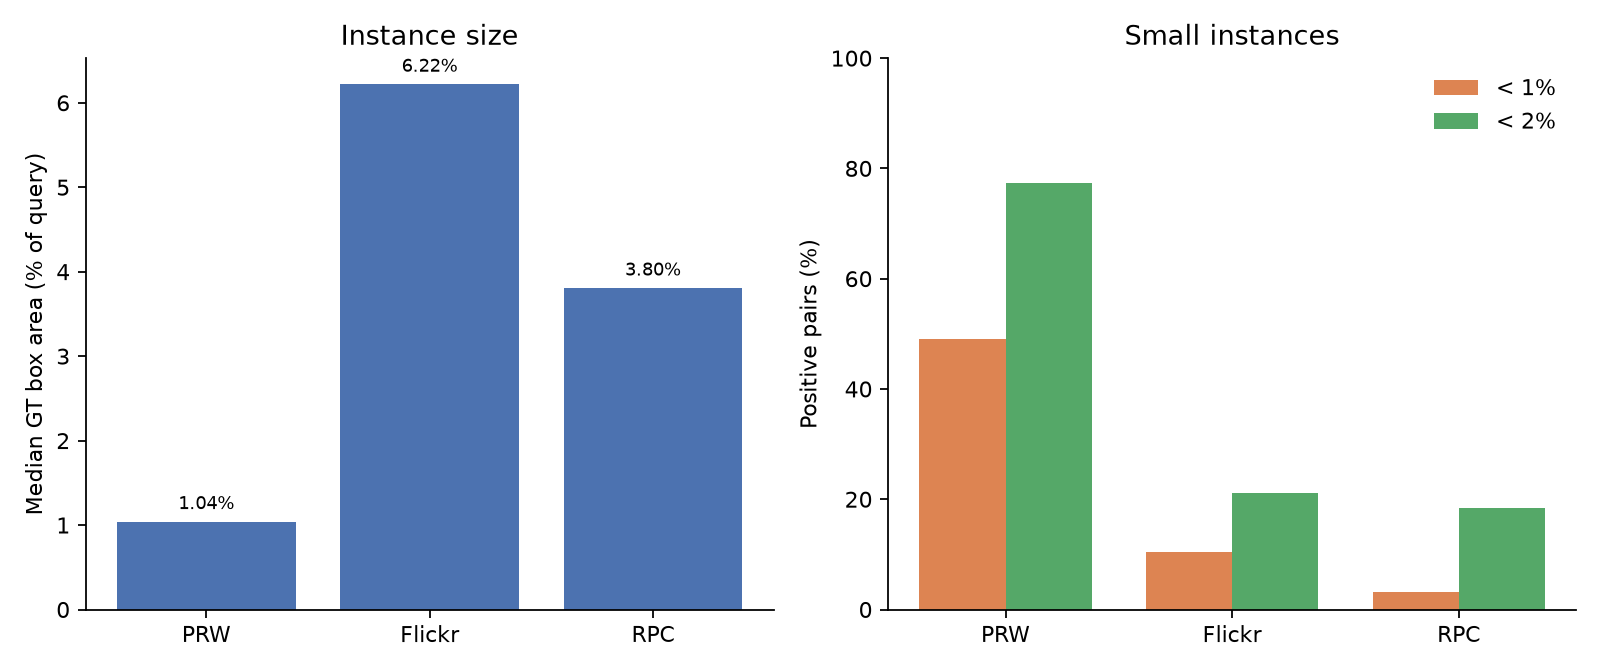 Instance size
Median GT box area (% of query)
6
5
4
3
2
1
0
1.04%
6.22%
3.80%
PRW
Flickr
RPC
Small instances
Positive pairs (%)
100
80
60
40
20
0
< 1%
< 2%
PRW
Flickr
RPC